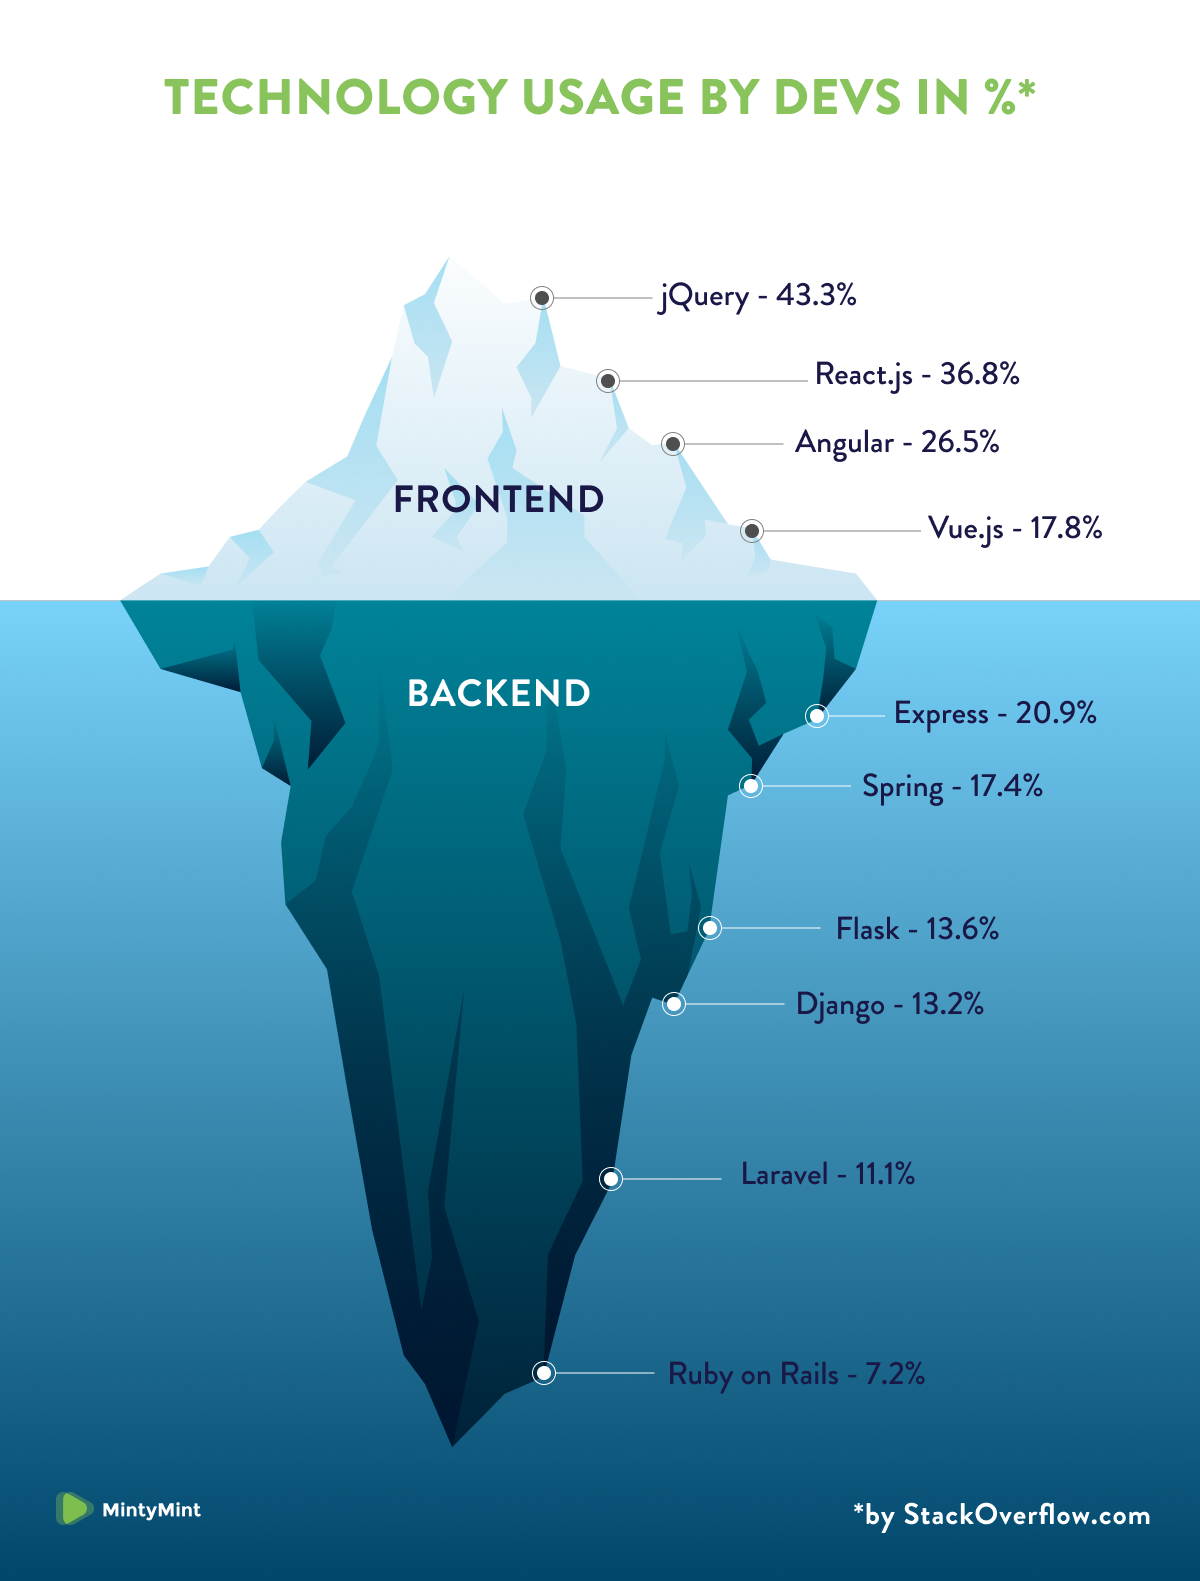 TECHNOLOGY USAGE BY DEVS IN %*
jQuery - 43.3%
React.js - 36.8%
Angular - 26.5%
FRONTEND
Vue.js - 17.8%
BACKEND
Express - 20.9%
Spring - 17.4%
Flask - 13.6%
Django - 13.2%
Laravel - 11.1%
Ruby on Rails - 7.2%
MintyMint
*by StackOverflow.com